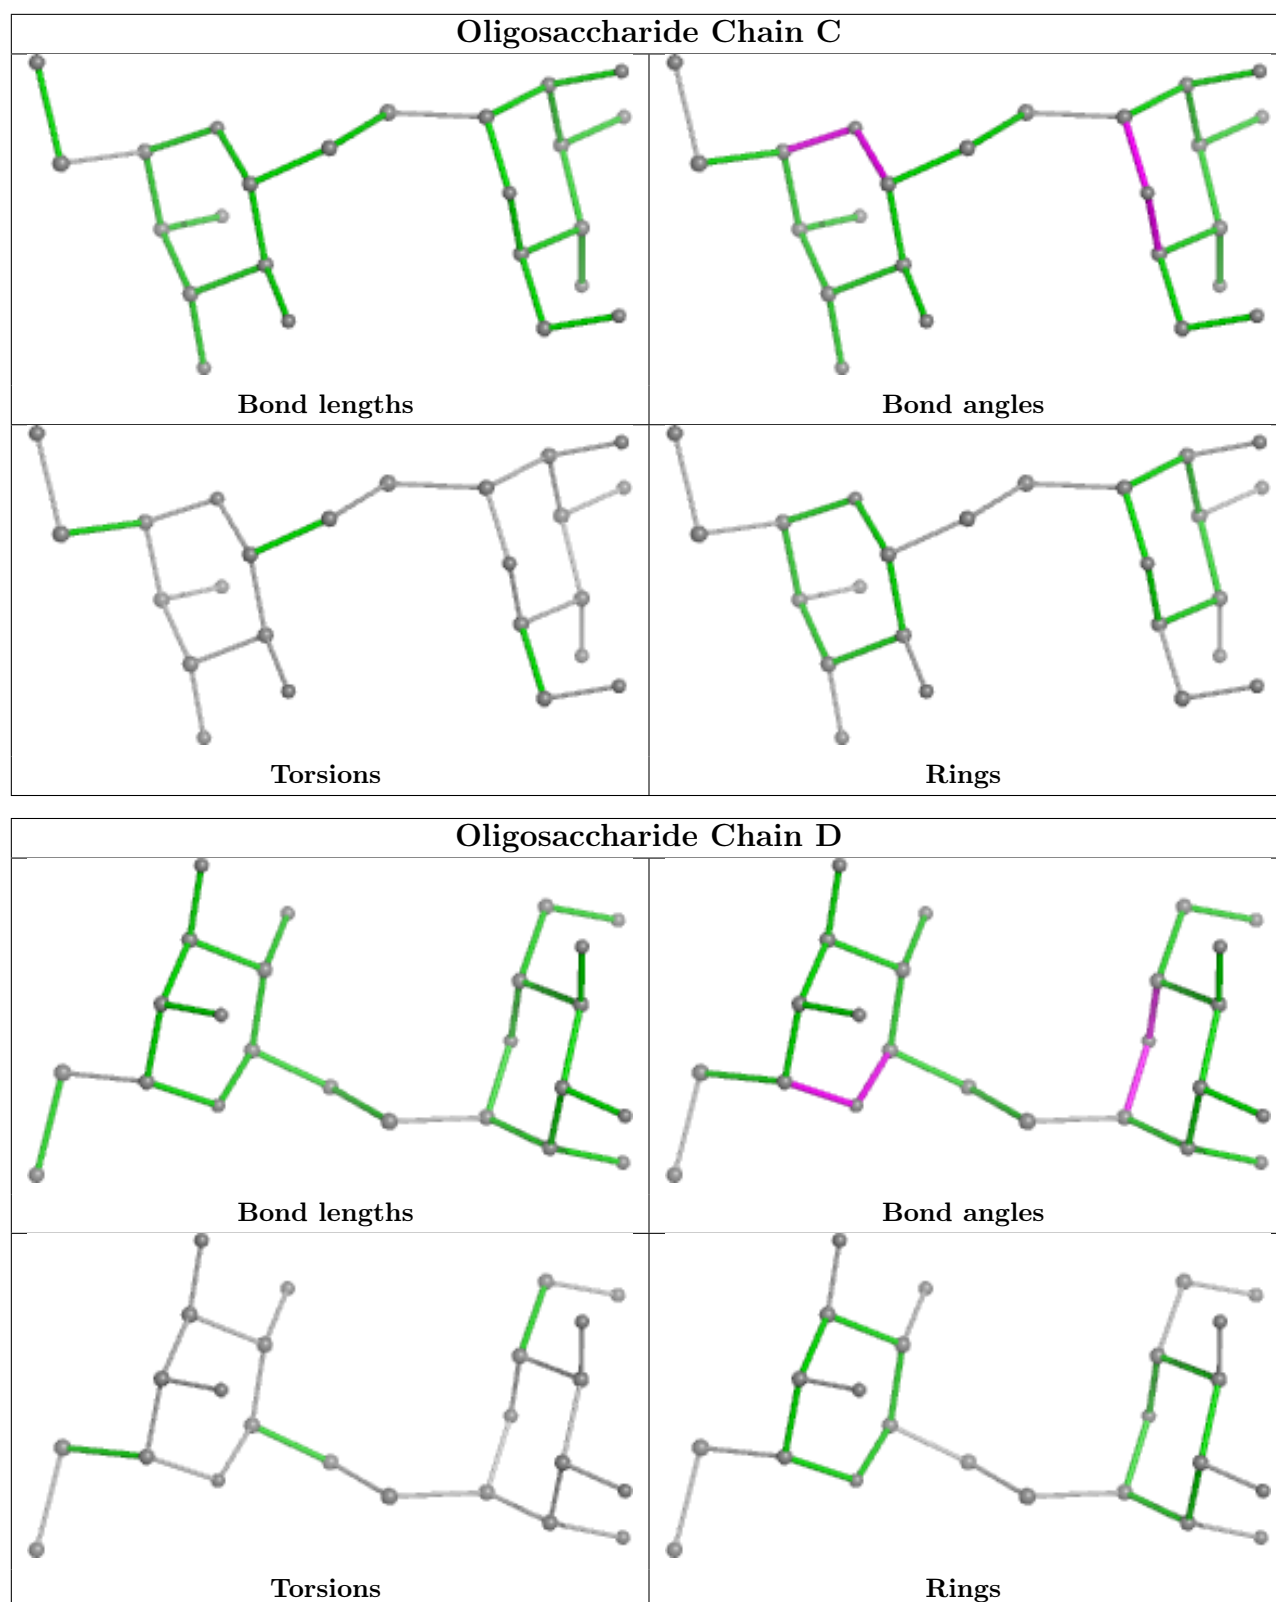 Oligosaccharide Chain C
Bond lengths
Bond angles
Torsions
Rings
Oligosaccharide Chain D
Bond lengths
Bond angles
Torsions
Rings